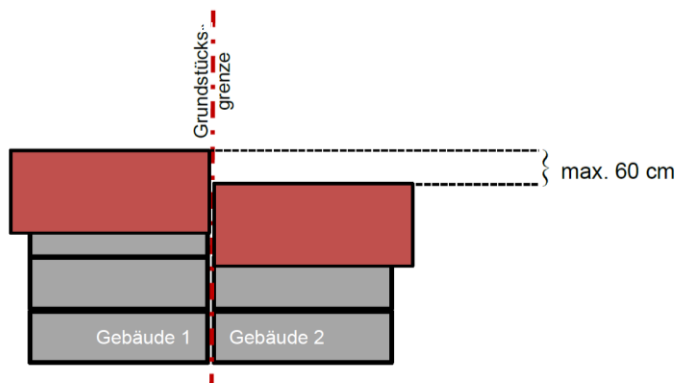 Grundstücks-
grenze
max. 60 cm
Gebäude 1
Gebäude 2